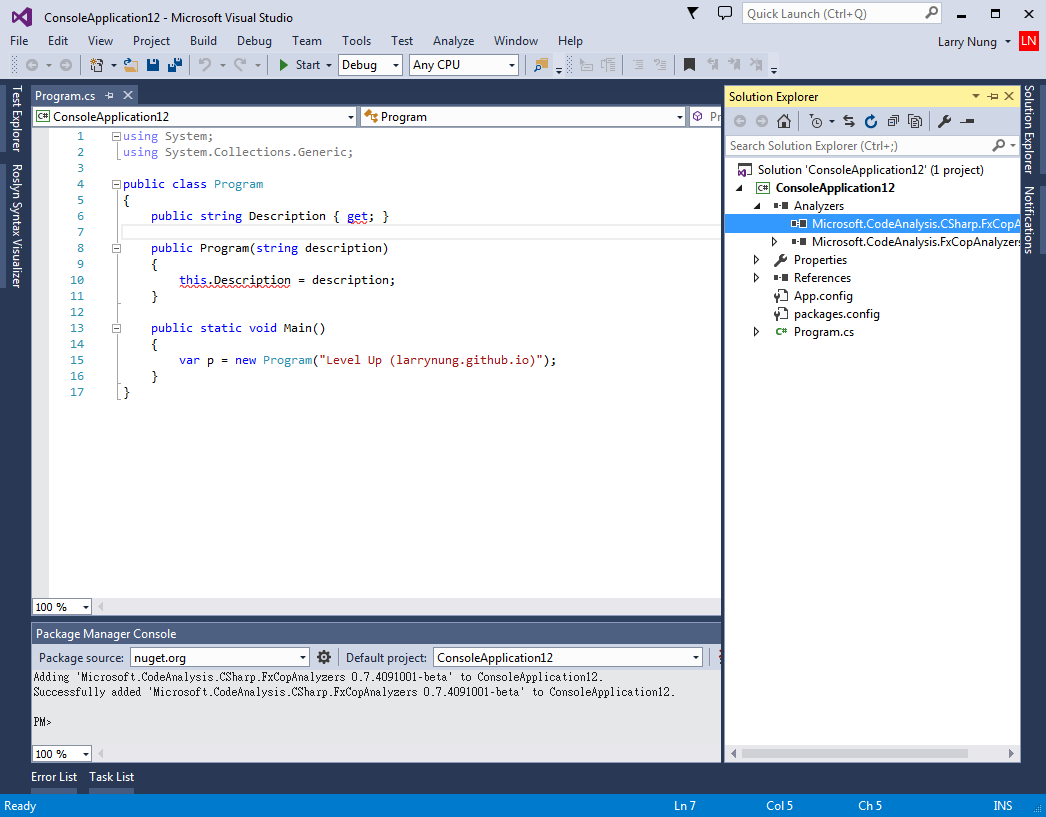 ConsoleApplication12 - Microsoft Visual Studio
Quick Launch (Ctrl+Q)
File Edit View Project Build Debug Team Tools Test Analyze Window Help
Larry Nung LN
Start Debug Any CPU
Test Explorer
Roslyn Syntax Visualizer
Program.cs
C# ConsoleApplication12 Program Pr
1 using System;
2 using System.Collections.Generic;
3
4 public class Program
5 {
6 public string Description { get; }
7
8 public Program(string description)
9 {
10 this.Description = description;
11 }
12
13 public static void Main()
14 {
15 var p = new Program("Level Up (larrynung.github.io)");
16 }
17 }
100 %
Package Manager Console
Package source: nuget.org Default project: ConsoleApplication12
Adding 'Microsoft.CodeAnalysis.CSharp.FxCopAnalyzers 0.7.4091001-beta' to ConsoleApplication12.
Successfully added 'Microsoft.CodeAnalysis.CSharp.FxCopAnalyzers 0.7.4091001-beta' to ConsoleApplication12.
PM>
100 %
Error List Task List
Solution Explorer
Search Solution Explorer (Ctrl+;)
Solution 'ConsoleApplication12' (1 project)
C# ConsoleApplication12
Analyzers
Microsoft.CodeAnalysis.CSharp.FxCopA
Microsoft.CodeAnalysis.FxCopAnalyzers
Properties
References
App.config
packages.config
C# Program.cs
Solution Explorer
Notifications
Ready Ln 7 Col 5 Ch 5 INS